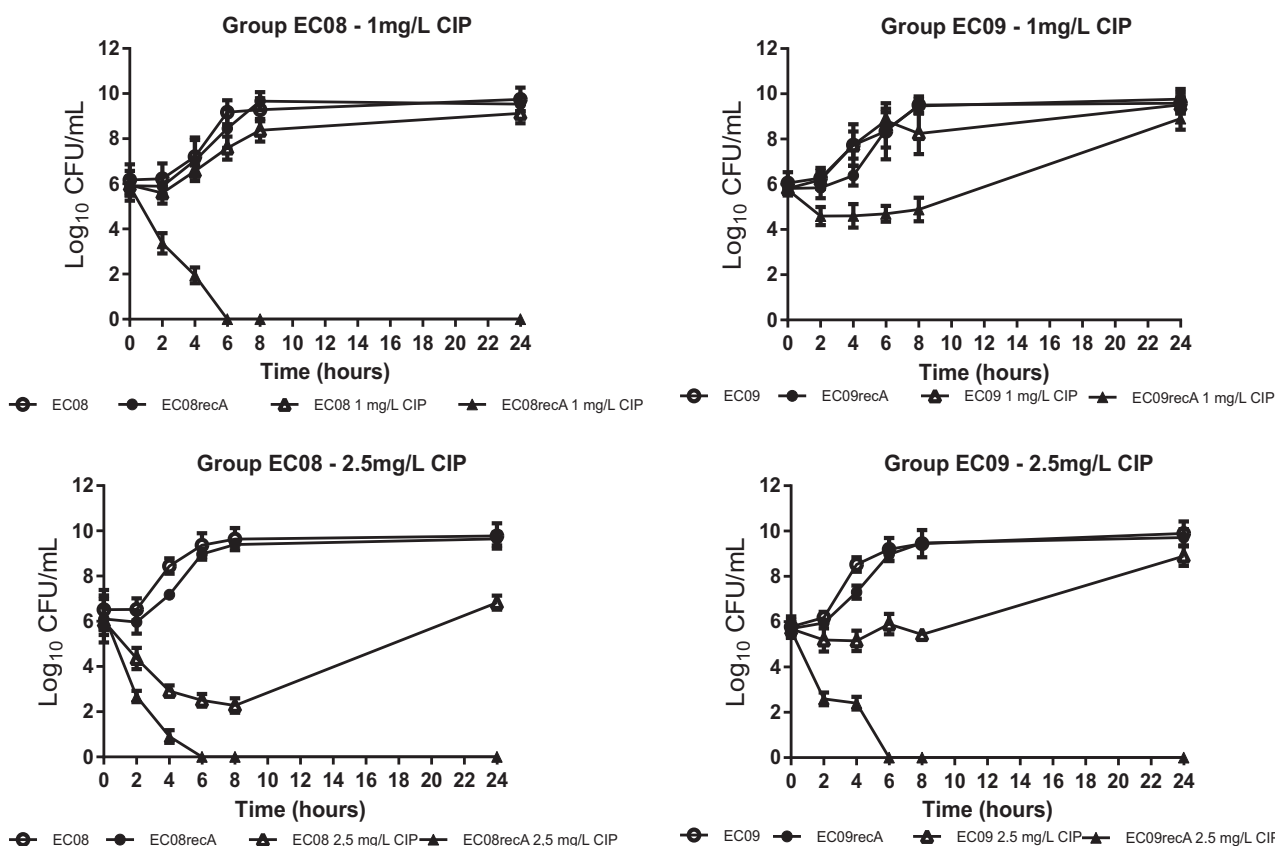 Group EC08 - 1mg/L CIP
12
10
8
6
4
2
0
Log10 CFU/mL
0 2 4 6 8 10 12 14 16 18 20 22 24
Time (hours)
EC08 EC08recA EC08 1 mg/L CIP EC08recA 1 mg/L CIP
Group EC09 - 1mg/L CIP
12
10
8
6
4
2
0
Log10 CFU/mL
0 2 4 6 8 10 12 14 16 18 20 22 24
Time (hours)
EC09 EC09recA EC09 1 mg/L CIP EC09recA 1 mg/L CIP
Group EC08 - 2.5mg/L CIP
12
10
8
6
4
2
0
Log10 CFU/mL
0 2 4 6 8 10 12 14 16 18 20 22 24
Time (hours)
EC08 EC08recA EC08 2,5 mg/L CIP EC08recA 2,5 mg/L CIP
Group EC09 - 2.5mg/L CIP
12
10
8
6
4
2
0
Log10 CFU/mL
0 2 4 6 8 10 12 14 16 18 20 22 24
Time (hours)
EC09 EC09recA EC09 2.5 mg/L CIP EC09recA 2.5 mg/L CIP